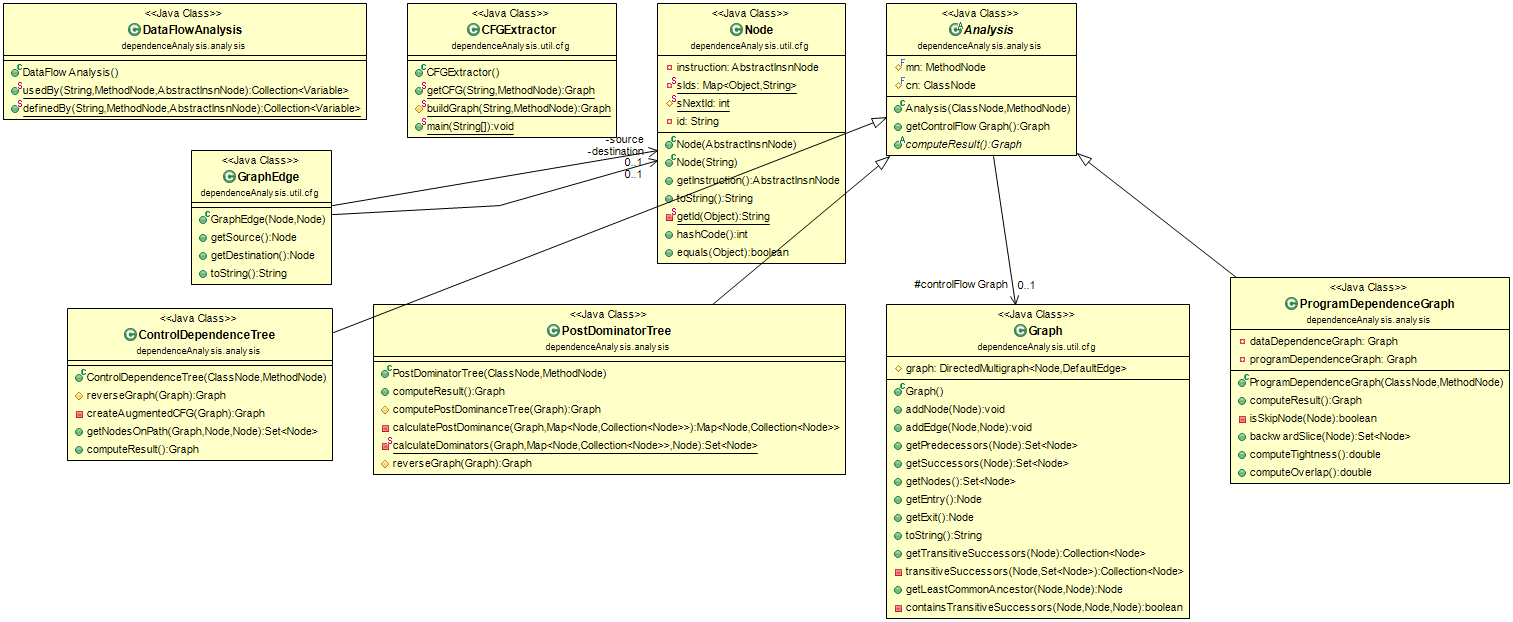 <<Java Class>>
DataFlowAnalysis
dependenceAnalysis.analysis
DataFlowAnalysis()
usedBy(String,MethodNode,AbstractInsnNode):Collection<Variable>
definedBy(String,MethodNode,AbstractInsnNode):Collection<Variable>
<<Java Class>>
CFGExtractor
dependenceAnalysis.util.cfg
CFGExtractor()
getCFG(String,MethodNode):Graph
buildGraph(String,MethodNode):Graph
main(String[]):void
<<Java Class>>
Node
dependenceAnalysis.util.cfg
instruction: AbstractInsnNode
sIds: Map<Object,String>
sNextId: int
id: String
Node(AbstractInsnNode)
Node(String)
getInstruction():AbstractInsnNode
toString():String
getId(Object):String
hashCode():int
equals(Object):boolean
<<Java Class>>
Analysis
dependenceAnalysis.analysis
mn: MethodNode
cn: ClassNode
Analysis(ClassNode,MethodNode)
getControlFlowGraph():Graph
computeResult():Graph
-source
-destination
0..1
0..1
<<Java Class>>
GraphEdge
dependenceAnalysis.util.cfg
GraphEdge(Node,Node)
getSource():Node
getDestination():Node
toString():String
#controlFlowGraph
0..1
<<Java Class>>
ControlDependenceTree
dependenceAnalysis.analysis
ControlDependenceTree(ClassNode,MethodNode)
reverseGraph(Graph):Graph
createAugmentedCFG(Graph):Graph
getNodesOnPath(Graph,Node,Node):Set<Node>
computeResult():Graph
<<Java Class>>
PostDominatorTree
dependenceAnalysis.analysis
PostDominatorTree(ClassNode,MethodNode)
computeResult():Graph
computePostDominanceTree(Graph):Graph
calculatePostDominance(Graph,Map<Node,Collection<Node>>):Map<Node,Collection<Node>>
calculateDominators(Graph,Map<Node,Collection<Node>>,Node):Set<Node>
reverseGraph(Graph):Graph
<<Java Class>>
Graph
dependenceAnalysis.util.cfg
graph: DirectedMultigraph<Node,DefaultEdge>
Graph()
addNode(Node):void
addEdge(Node,Node):void
getPredecessors(Node):Set<Node>
getSuccessors(Node):Set<Node>
getNodes():Set<Node>
getEntry():Node
getExit():Node
toString():String
getTransitiveSuccessors(Node):Collection<Node>
transitiveSuccessors(Node,Set<Node>):Collection<Node>
getLeastCommonAncestor(Node,Node):Node
containsTransitiveSuccessors(Node,Node,Node):boolean
<<Java Class>>
ProgramDependenceGraph
dependenceAnalysis.analysis
dataDependenceGraph: Graph
programDependenceGraph: Graph
ProgramDependenceGraph(ClassNode,MethodNode)
computeResult():Graph
isSkipNode(Node):boolean
backwardSlice(Node):Set<Node>
computeTightness():double
computeOverlap():double